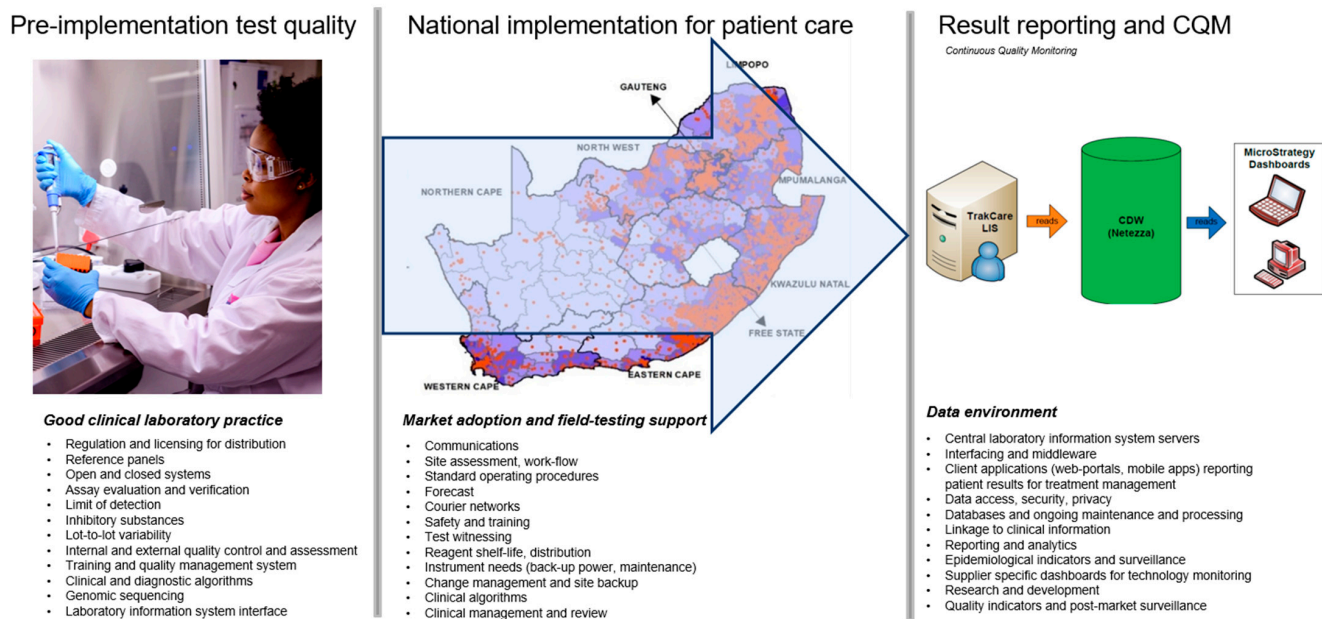 Pre-implementation test quality
Good clinical laboratory practice
• Regulation and licensing for distribution
• Reference panels
• Open and closed systems
• Assay evaluation and verification
• Limit of detection
• Inhibitory substances
• Lot-to-lot variability
• Internal and external quality control and assessment
• Training and quality management system
• Clinical and diagnostic algorithms
• Genomic sequencing
• Laboratory information system interface
National implementation for patient care
LIMPOPO
GAUTENG
NORTH WEST
MPUMALANGA
NORTHERN CAPE
KWAZULU NATAL
FREE STATE
EASTERN CAPE
WESTERN CAPE
Market adoption and field-testing support
• Communications
• Site assessment, work-flow
• Standard operating procedures
• Forecast
• Courier networks
• Safety and training
• Test witnessing
• Reagent shelf-life, distribution
• Instrument needs (back-up power, maintenance)
• Change management and site backup
• Clinical algorithms
• Clinical management and review
Result reporting and CQM
Continuous Quality Monitoring
TrakCare
LIS
reads
CDW
(Netezza)
reads
MicroStrategy
Dashboards
Data environment
• Central laboratory information system servers
• Interfacing and middleware
• Client applications (web-portals, mobile apps) reporting
patient results for treatment management
• Data access, security, privacy
• Databases and ongoing maintenance and processing
• Linkage to clinical information
• Reporting and analytics
• Epidemiological indicators and surveillance
• Supplier specific dashboards for technology monitoring
• Research and development
• Quality indicators and post-market surveillance